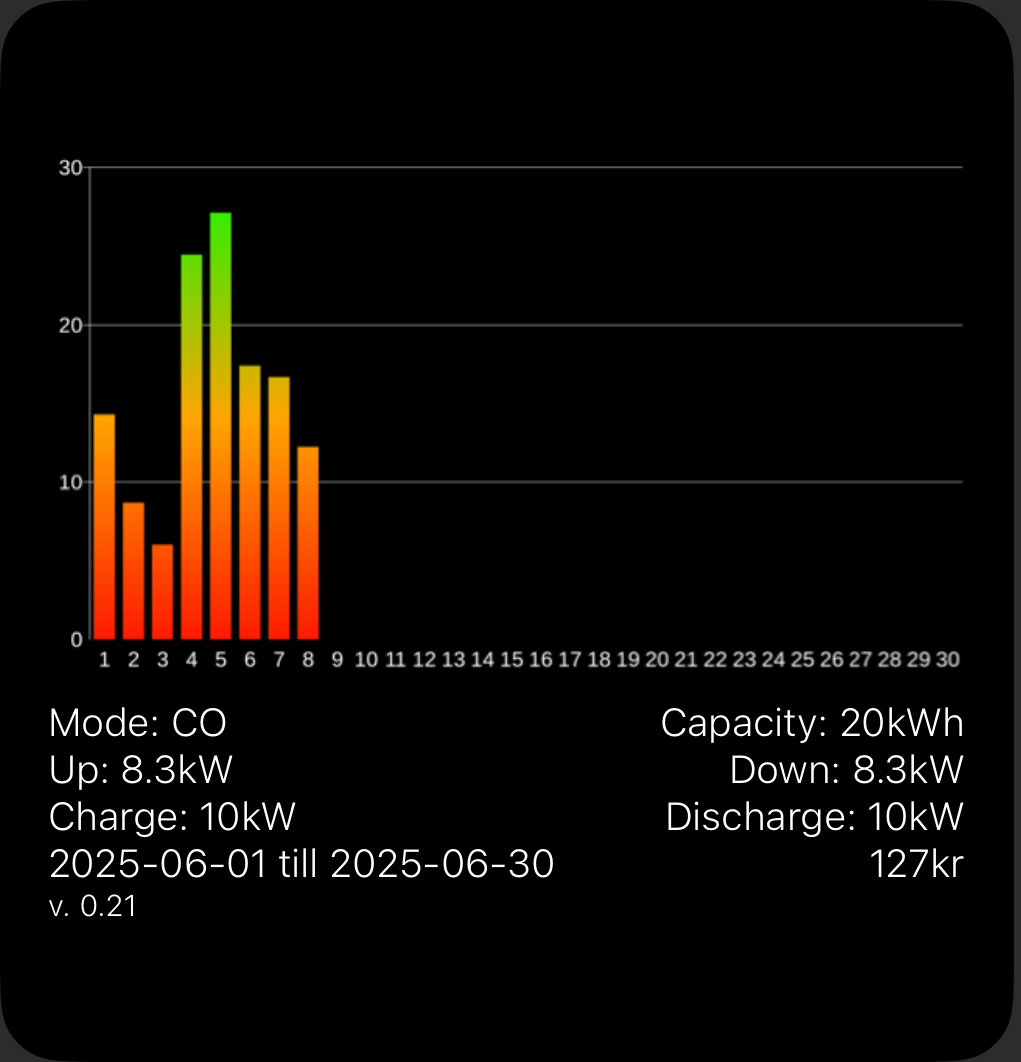 30
20
10
0
1 2 3 4 5 6 7 8 9 10 11 12 13 14 15 16 17 18 19 20 21 22 23 24 25 26 27 28 29 30
Mode: CO Capacity: 20kWh
Up: 8.3kW Down: 8.3kW
Charge: 10kW Discharge: 10kW
2025-06-01 till 2025-06-30 127kr
v. 0.21